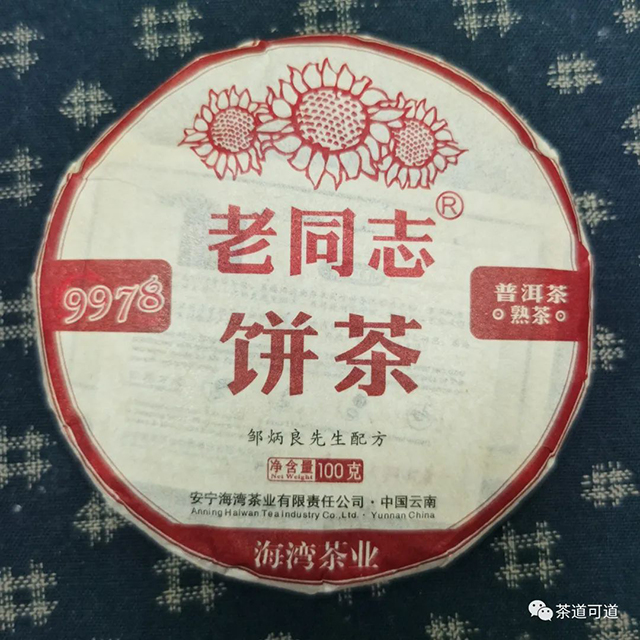 老同志®
9978
普洱茶
熟茶
饼茶
邹炳良先生配方
净含量 100克
Net Weight
安宁海湾茶业有限责任公司·中国云南
Anning Haiwan Tea Industry Co.,Ltd. · Yunnan China
海湾茶业
茶道可道